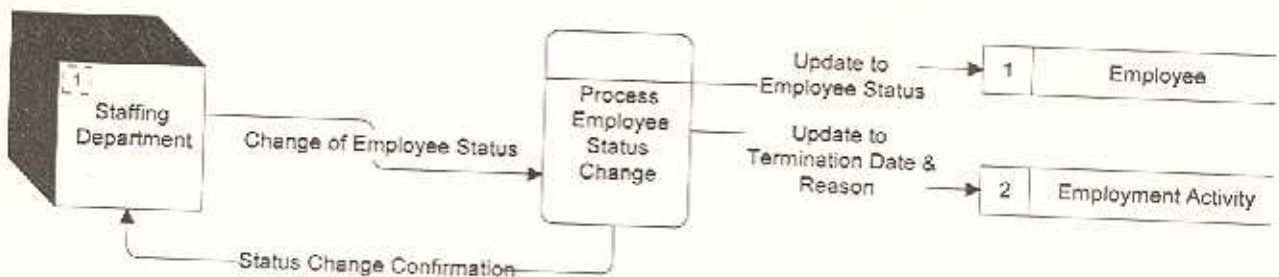 1
Staffing
Department
Change of Employee Status
Process
Employee
Status
Change
Update to
Employee Status
1 Employee
Update to
Termination Date &
Reason
2 Employment Activity
Status Change Confirmation